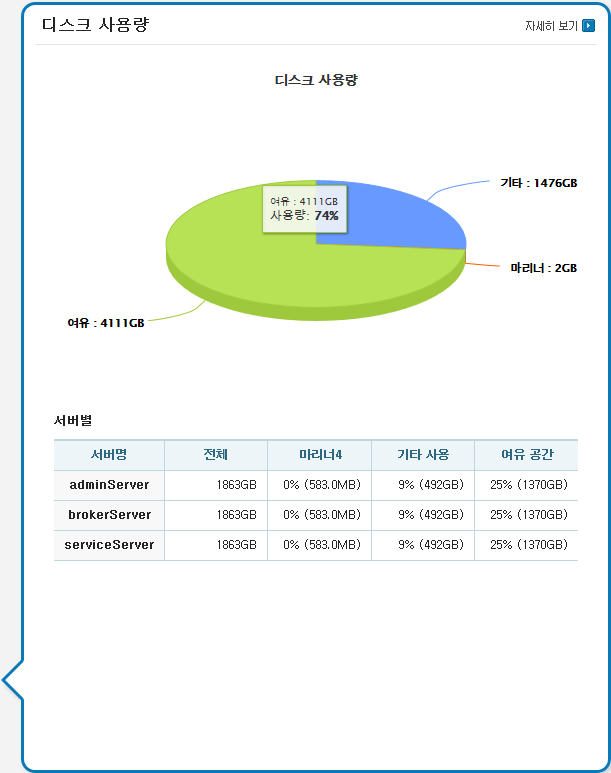 디스크 사용량
자세히 보기
디스크 사용량
기타 : 1476GB
여유 : 4111GB
사용량: 74%
마리너 : 2GB
여유 : 4111GB
서버별
서버명 전체 마리너4 기타 사용 여유 공간
adminServer 1863GB 0% (583.0MB) 9% (492GB) 25% (1370GB)
brokerServer 1863GB 0% (583.0MB) 9% (492GB) 25% (1370GB)
serviceServer 1863GB 0% (583.0MB) 9% (492GB) 25% (1370GB)